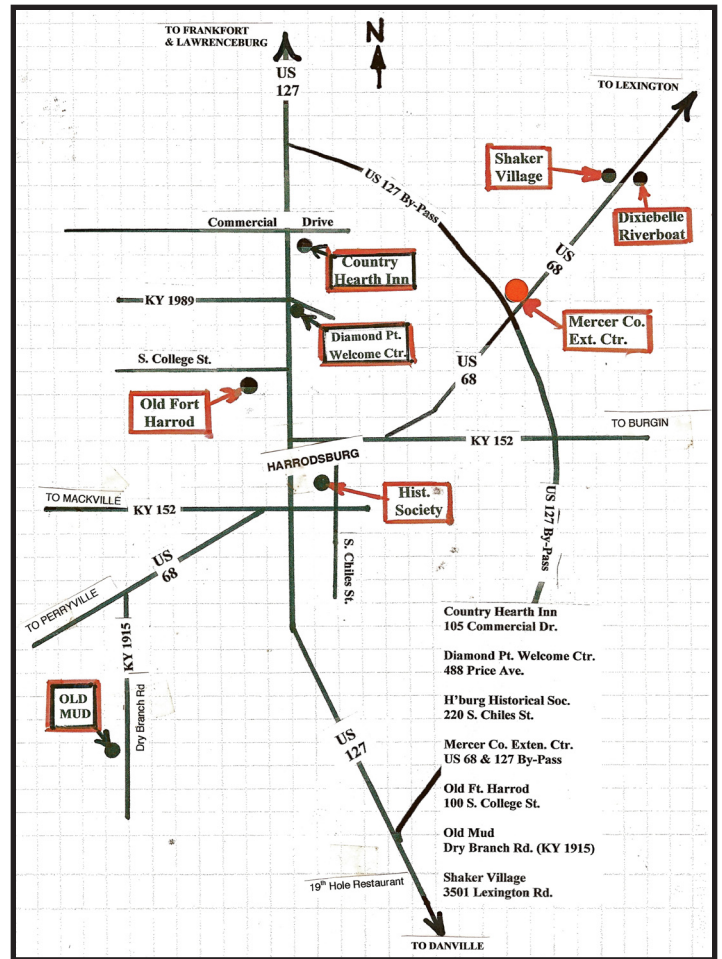 TO FRANKFORT
& LAWRENCEBURG
N
US
127
TO LEXINGTON
Shaker
Village
US 127 By-Pass
Dixiebelle
Riverboat
Commercial Drive
US
68
Country
Hearth Inn
KY 1989
Mercer Co.
Ext. Ctr.
Diamond Pt.
Welcome Ctr.
S. College St.
US
68
Old Fort
Harrod
TO BURGIN
KY 152
HARRODSBURG
TO MACKVILLE
KY 152
Hist.
Society
US 127 By-Pass
S. Chiles St.
US
68
TO PERRYVILLE
KY 1915
Dry Branch Rd
OLD
MUD
US
127
Country Hearth Inn
105 Commercial Dr.
Diamond Pt. Welcome Ctr.
488 Price Ave.
H'burg Historical Soc.
220 S. Chiles St.
Mercer Co. Exten. Ctr.
US 68 & 127 By-Pass
Old Ft. Harrod
100 S. College St.
Old Mud
Dry Branch Rd. (KY 1915)
Shaker Village
3501 Lexington Rd.
19th Hole Restaurant
TO DANVILLE